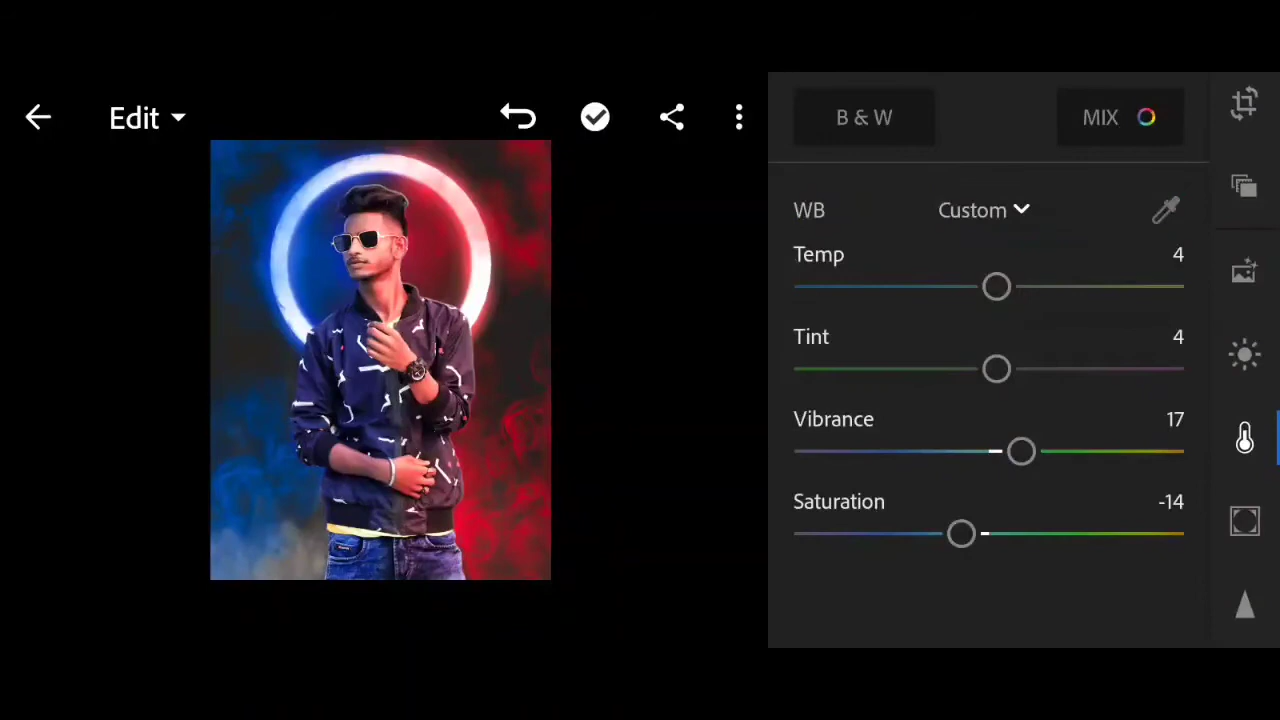 Edit
B & W
MIX
WB
Custom
Temp
4
Tint
4
Vibrance
17
Saturation
-14